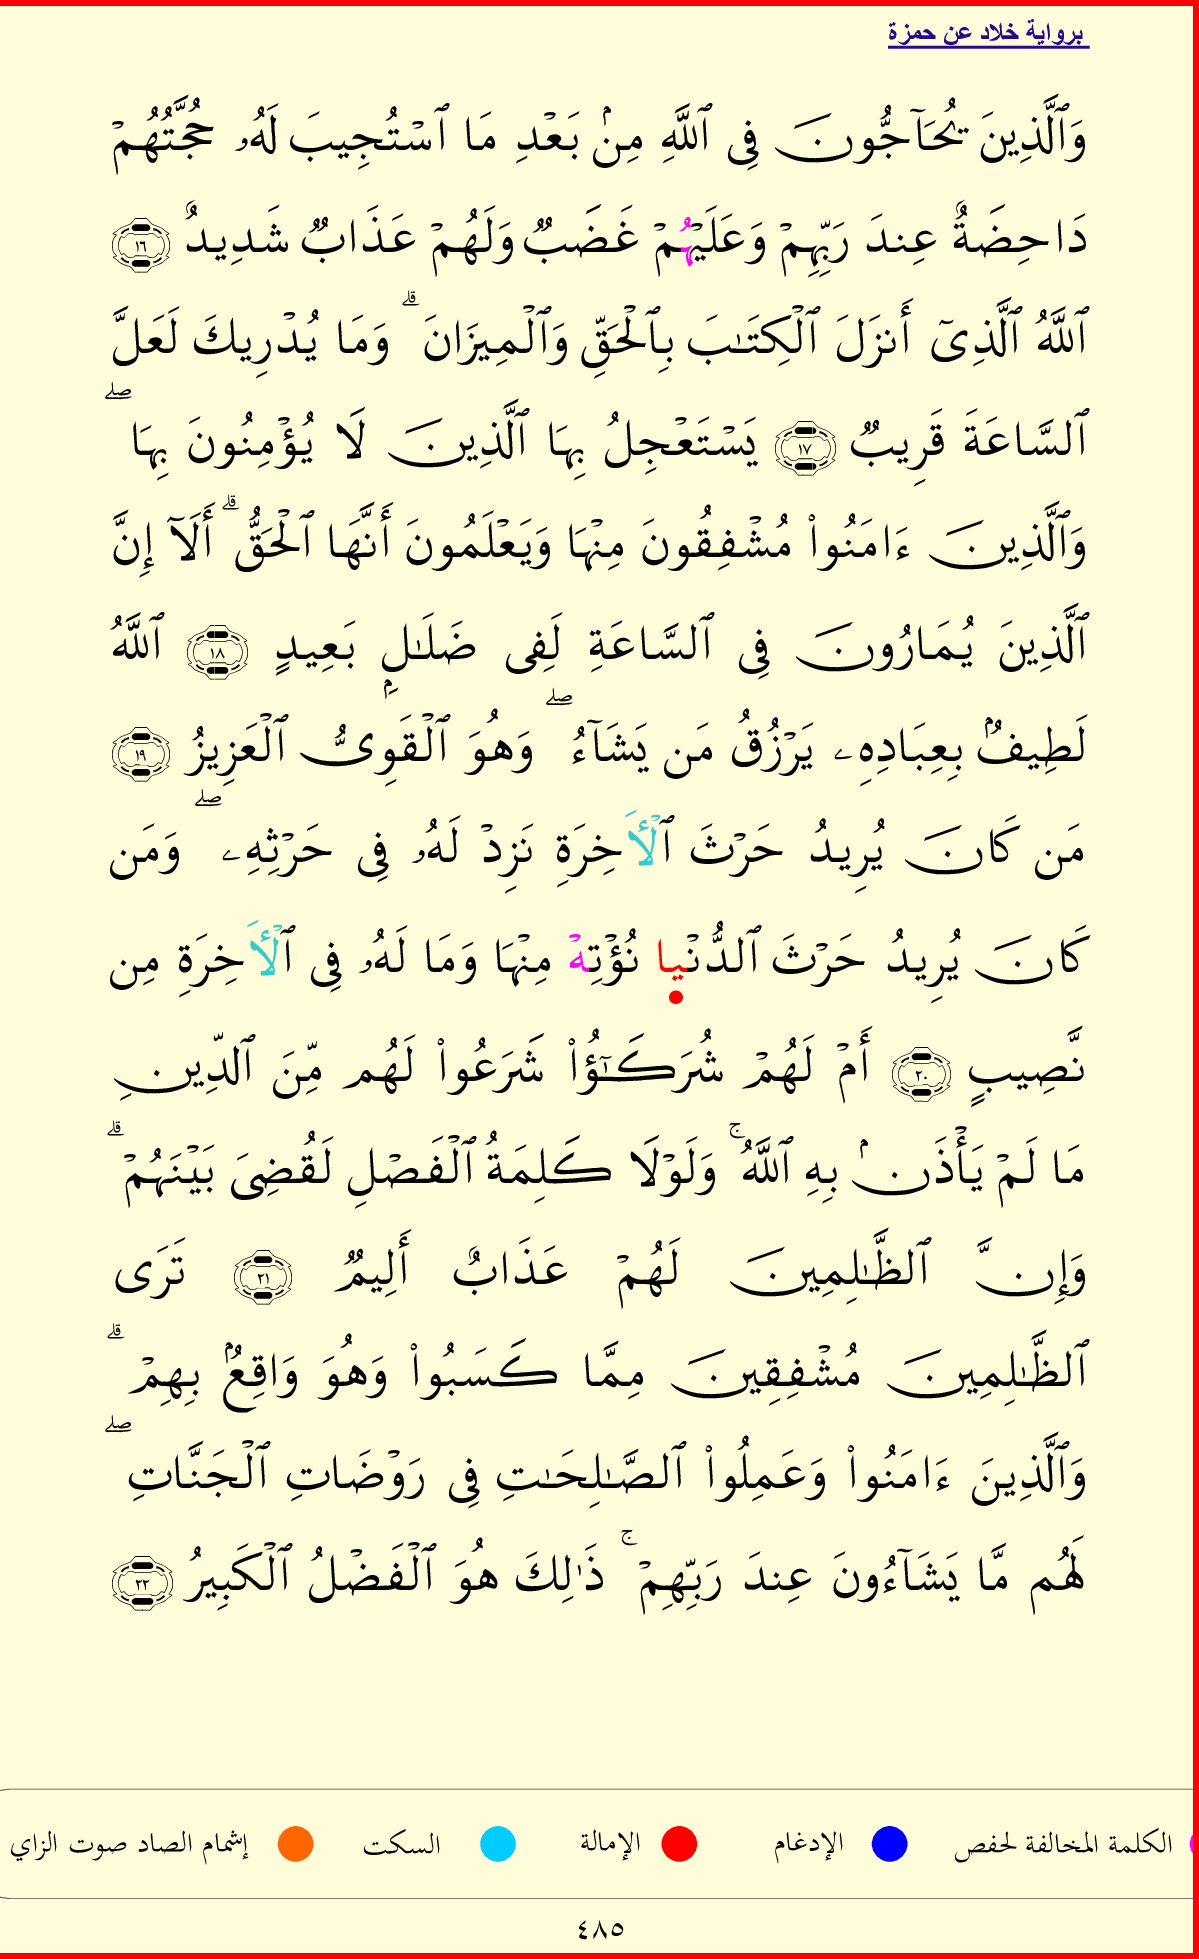 برواية خلاد عن حمزة
وَٱلَّذِينَ يُحَآجُّونَ فِى ٱللَّهِ مِنۢ بَعْدِ مَا ٱسْتُجِيبَ لَهُۥ حُجَّتُهُمْ
دَاحِضَةٌ عِندَ رَبِّهِمْ وَعَلَيْهُمْ غَضَبٌ وَلَهُمْ عَذَابٌ شَدِيدٌ ١٦
ٱللَّهُ ٱلَّذِىٓ أَنزَلَ ٱلْكِتَـٰبَ بِٱلْحَقِّ وَٱلْمِيزَانَ ۗ وَمَا يُدْرِيكَ لَعَلَّ
ٱلسَّاعَةَ قَرِيبٌ ١٧ يَسْتَعْجِلُ بِهَا ٱلَّذِينَ لَا يُؤْمِنُونَ بِهَا ۖ
وَٱلَّذِينَ ءَامَنُوا۟ مُشْفِقُونَ مِنْهَا وَيَعْلَمُونَ أَنَّهَا ٱلْحَقُّ ۗ أَلَآ إِنَّ
ٱلَّذِينَ يُمَارُونَ فِى ٱلسَّاعَةِ لَفِى ضَلَـٰلٍۭ بَعِيدٍ ١٨ ٱللَّهُ
لَطِيفٌۢ بِعِبَادِهِۦ يَرْزُقُ مَن يَشَآءُ ۖ وَهُوَ ٱلْقَوِىُّ ٱلْعَزِيزُ ١٩
مَن كَانَ يُرِيدُ حَرْثَ ٱلْأَخِرَةِ نَزِدْ لَهُۥ فِى حَرْثِهِۦ ۖ وَمَن
كَانَ يُرِيدُ حَرْثَ ٱلدُّنْيا نُؤْتِهْ مِنْهَا وَمَا لَهُۥ فِى ٱلْأَخِرَةِ مِن
نَّصِيبٍ ٢٠ أَمْ لَهُمْ شُرَكَـٰٓؤُا۟ شَرَعُوا۟ لَهُم مِّنَ ٱلدِّينِ
مَا لَمْ يَأْذَنۢ بِهِ ٱللَّهُ ۚ وَلَوْلَا كَلِمَةُ ٱلْفَصْلِ لَقُضِىَ بَيْنَهُمْ ۗ
وَإِنَّ ٱلظَّـٰلِمِينَ لَهُمْ عَذَابٌ أَلِيمٌ ٢١ تَرَى
ٱلظَّـٰلِمِينَ مُشْفِقِينَ مِمَّا كَسَبُوا۟ وَهُوَ وَاقِعٌۢ بِهِمْ ۗ
وَٱلَّذِينَ ءَامَنُوا۟ وَعَمِلُوا۟ ٱلصَّـٰلِحَـٰتِ فِى رَوْضَاتِ ٱلْجَنَّاتِ ۖ
لَهُم مَّا يَشَآءُونَ عِندَ رَبِّهِمْ ۚ ذَٰلِكَ هُوَ ٱلْفَضْلُ ٱلْكَبِيرُ ٢٢
الكلمة المخالفة لحفص الإدغام الإمالة السكت إشمام الصاد صوت الزاي
٤٨٥